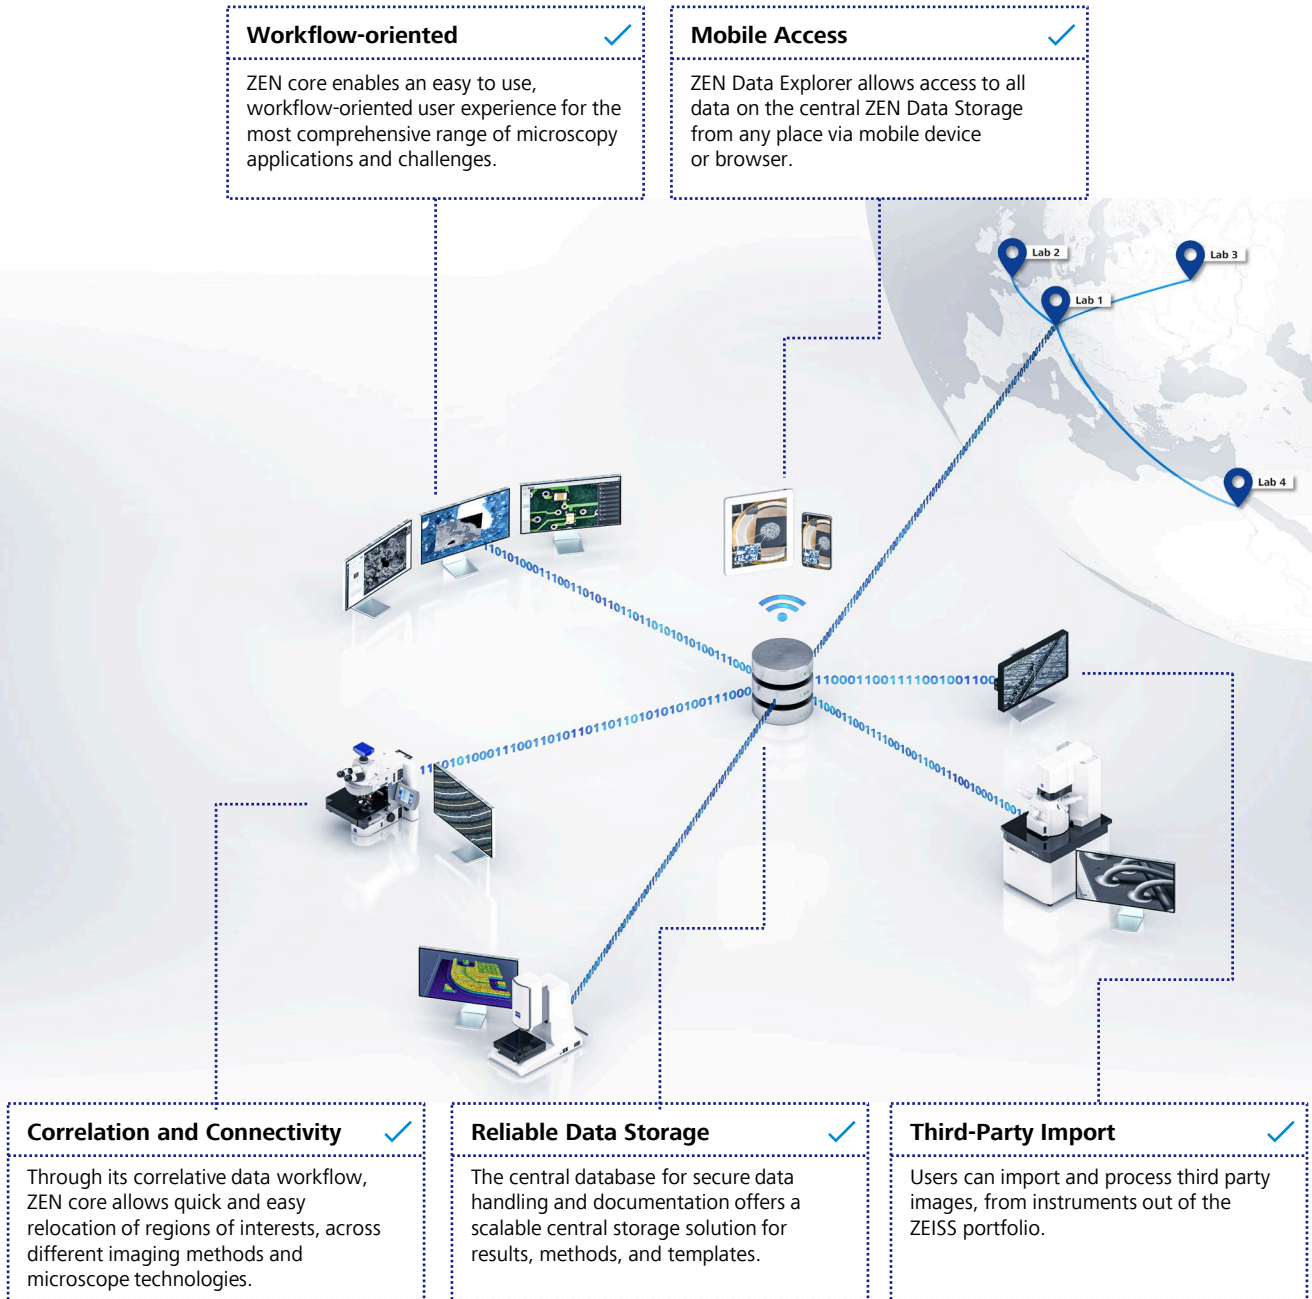 Workflow-oriented
ZEN core enables an easy to use,
workflow-oriented user experience for the
most comprehensive range of microscopy
applications and challenges.
Mobile Access
ZEN Data Explorer allows access to all
data on the central ZEN Data Storage
from any place via mobile device
or browser.
Lab 2
Lab 3
Lab 1
Lab 4
Correlation and Connectivity
Through its correlative data workflow,
ZEN core allows quick and easy
relocation of regions of interests, across
different imaging methods and
microscope technologies.
Reliable Data Storage
The central database for secure data
handling and documentation offers a
scalable central storage solution for
results, methods, and templates.
Third-Party Import
Users can import and process third party
images, from instruments out of the
ZEISS portfolio.